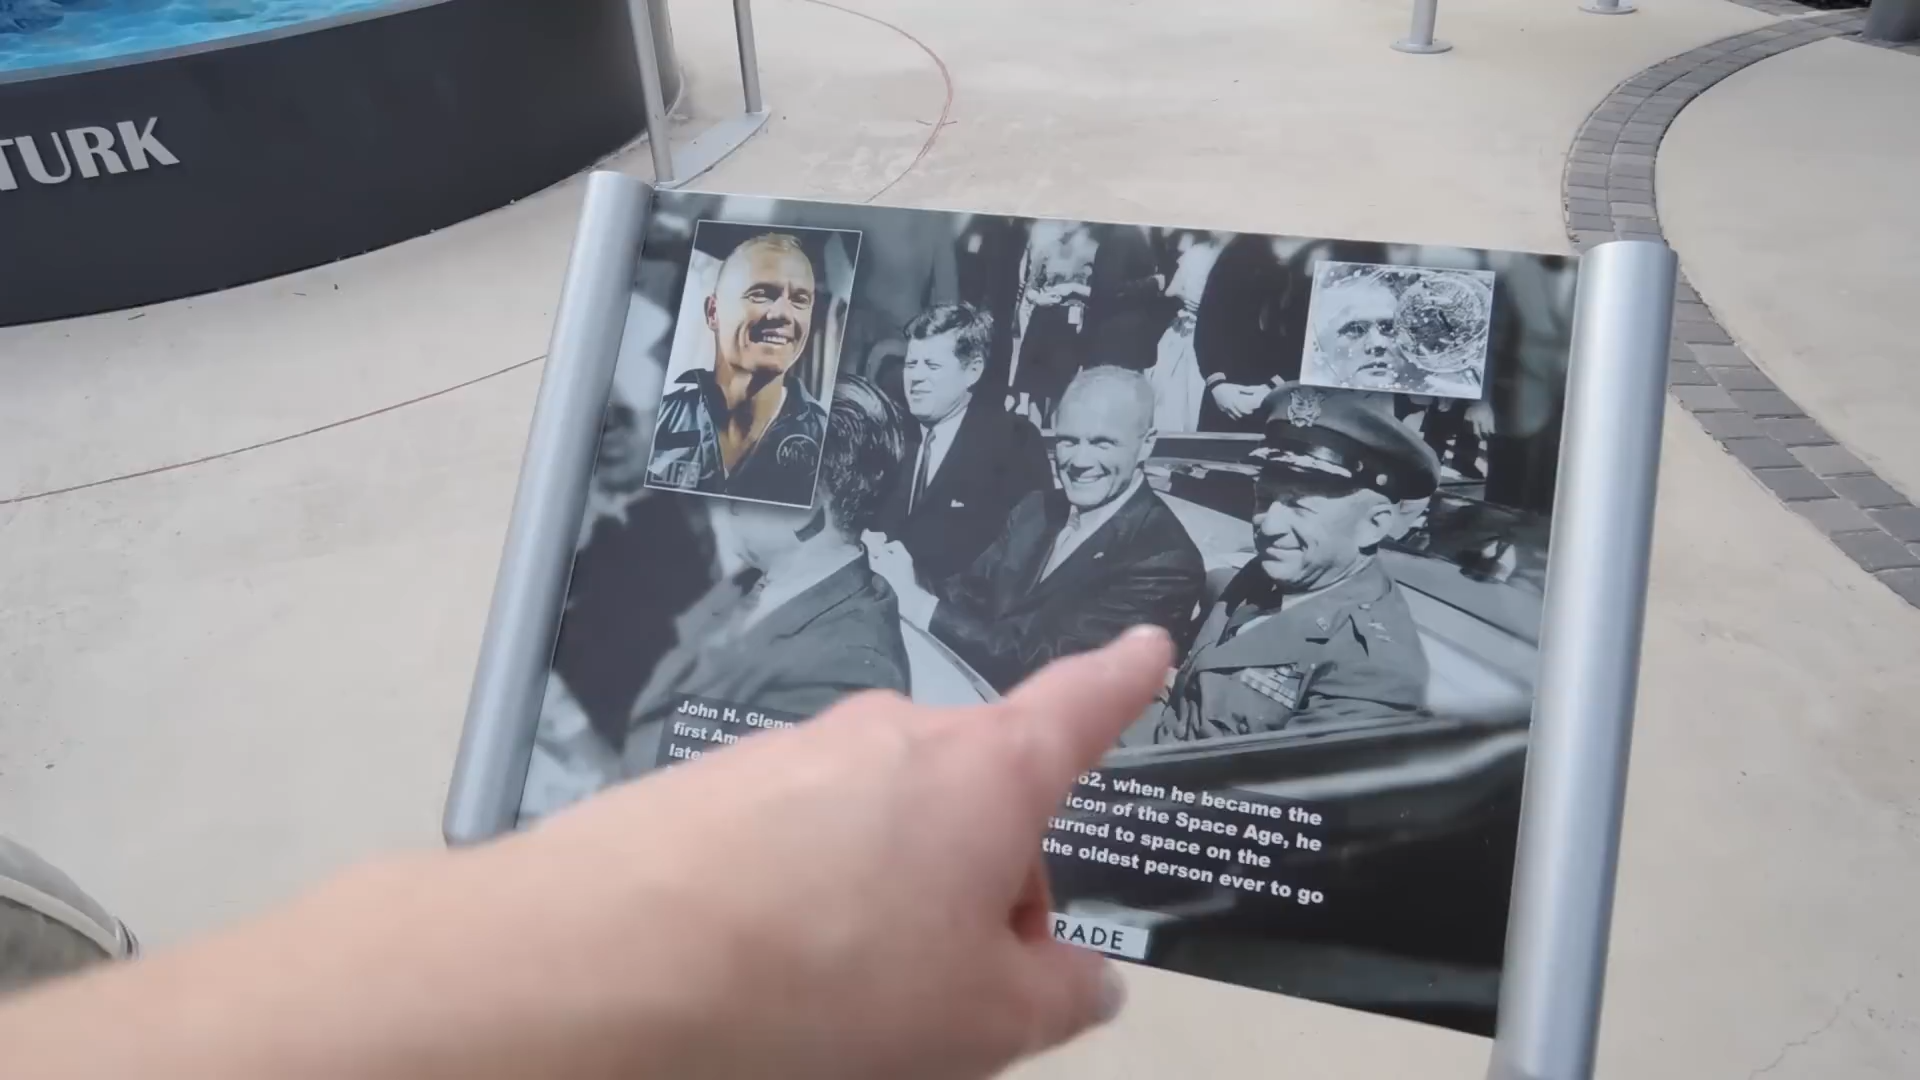 TURK
LIFE
John H. Glenn
first Am
late
62, when he became the
icon of the Space Age, he
turned to space on the
the oldest person ever to go
RADE